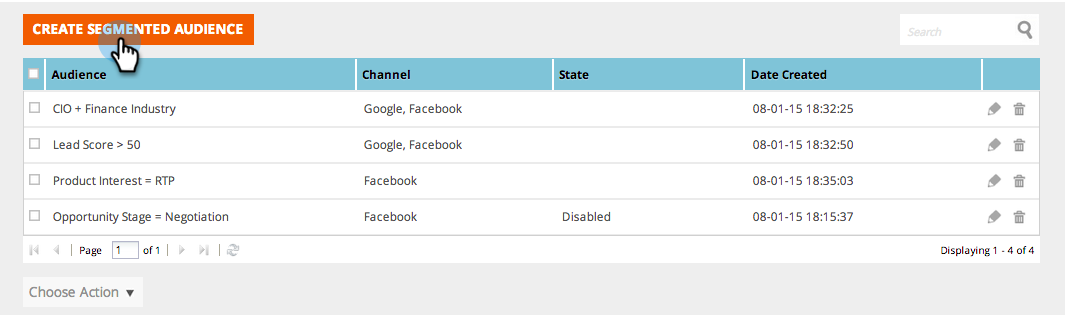 CREATE SEGMENTED AUDIENCE
Search
Audience Channel State Date Created
CIO + Finance Industry Google, Facebook 08-01-15 18:32:25
Lead Score > 50 Google, Facebook 08-01-15 18:32:50
Product Interest = RTP Facebook 08-01-15 18:35:03
Opportunity Stage = Negotiation Facebook Disabled 08-01-15 18:15:37
Page 1 of 1 Displaying 1 - 4 of 4
Choose Action